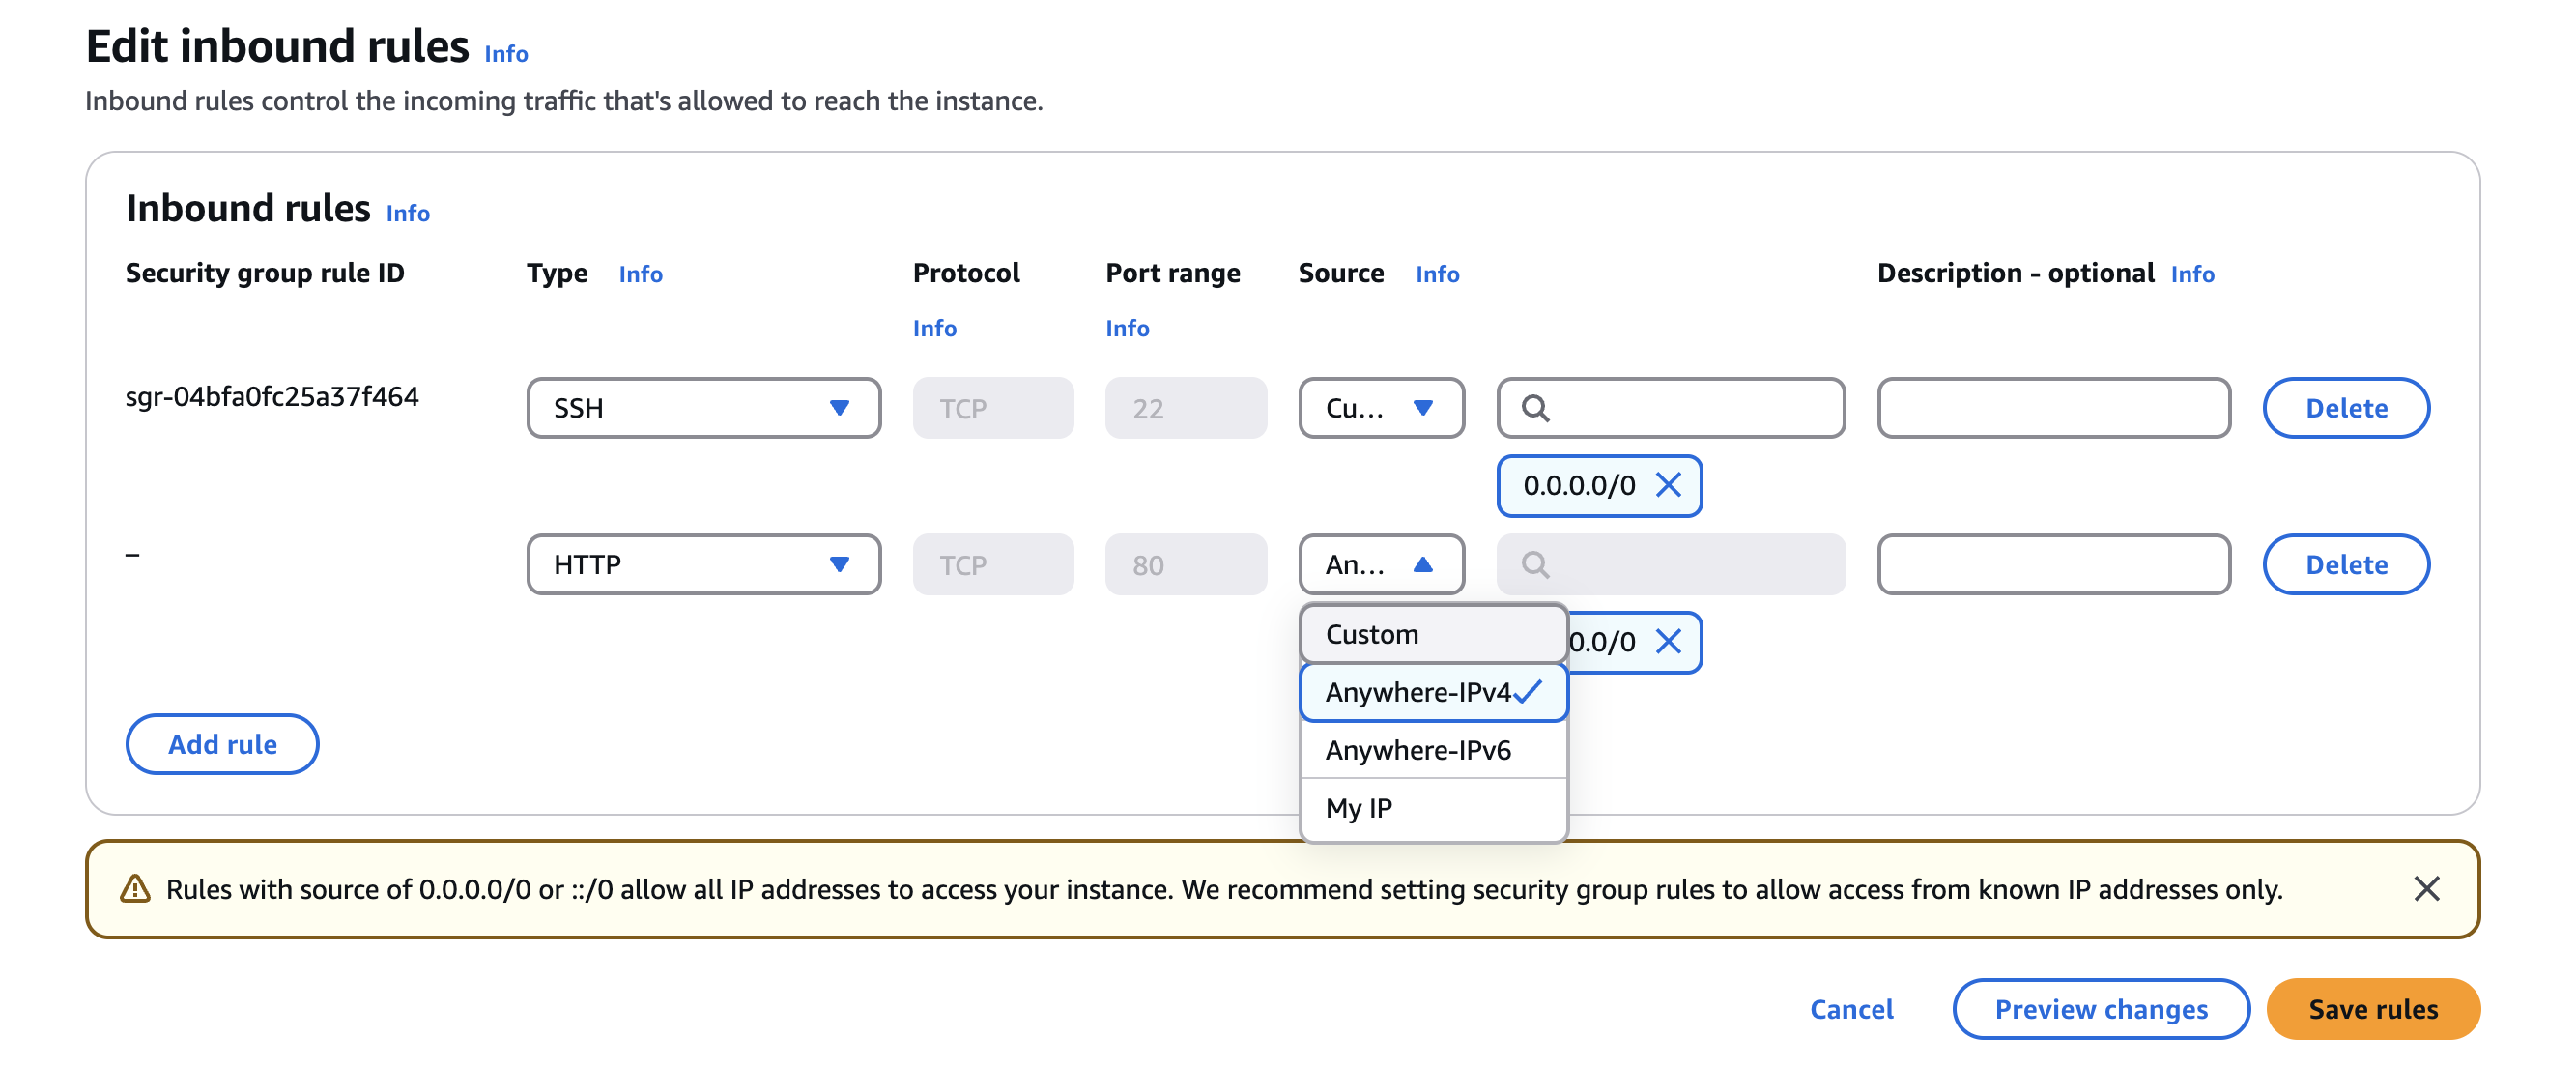 Edit inbound rules Info
Inbound rules control the incoming traffic that's allowed to reach the instance.
Inbound rules Info
Security group rule ID Type Info Protocol Info Port range Info Source Info Description - optional Info
sgr-04bfa0fc25a37f464 SSH TCP 22 Cu... Delete
0.0.0.0/0
– HTTP TCP 80 An... Delete
Custom 0.0/0
Anywhere-IPv4
Anywhere-IPv6
My IP
Add rule
Rules with source of 0.0.0.0/0 or ::/0 allow all IP addresses to access your instance. We recommend setting security group rules to allow access from known IP addresses only.
Cancel Preview changes Save rules